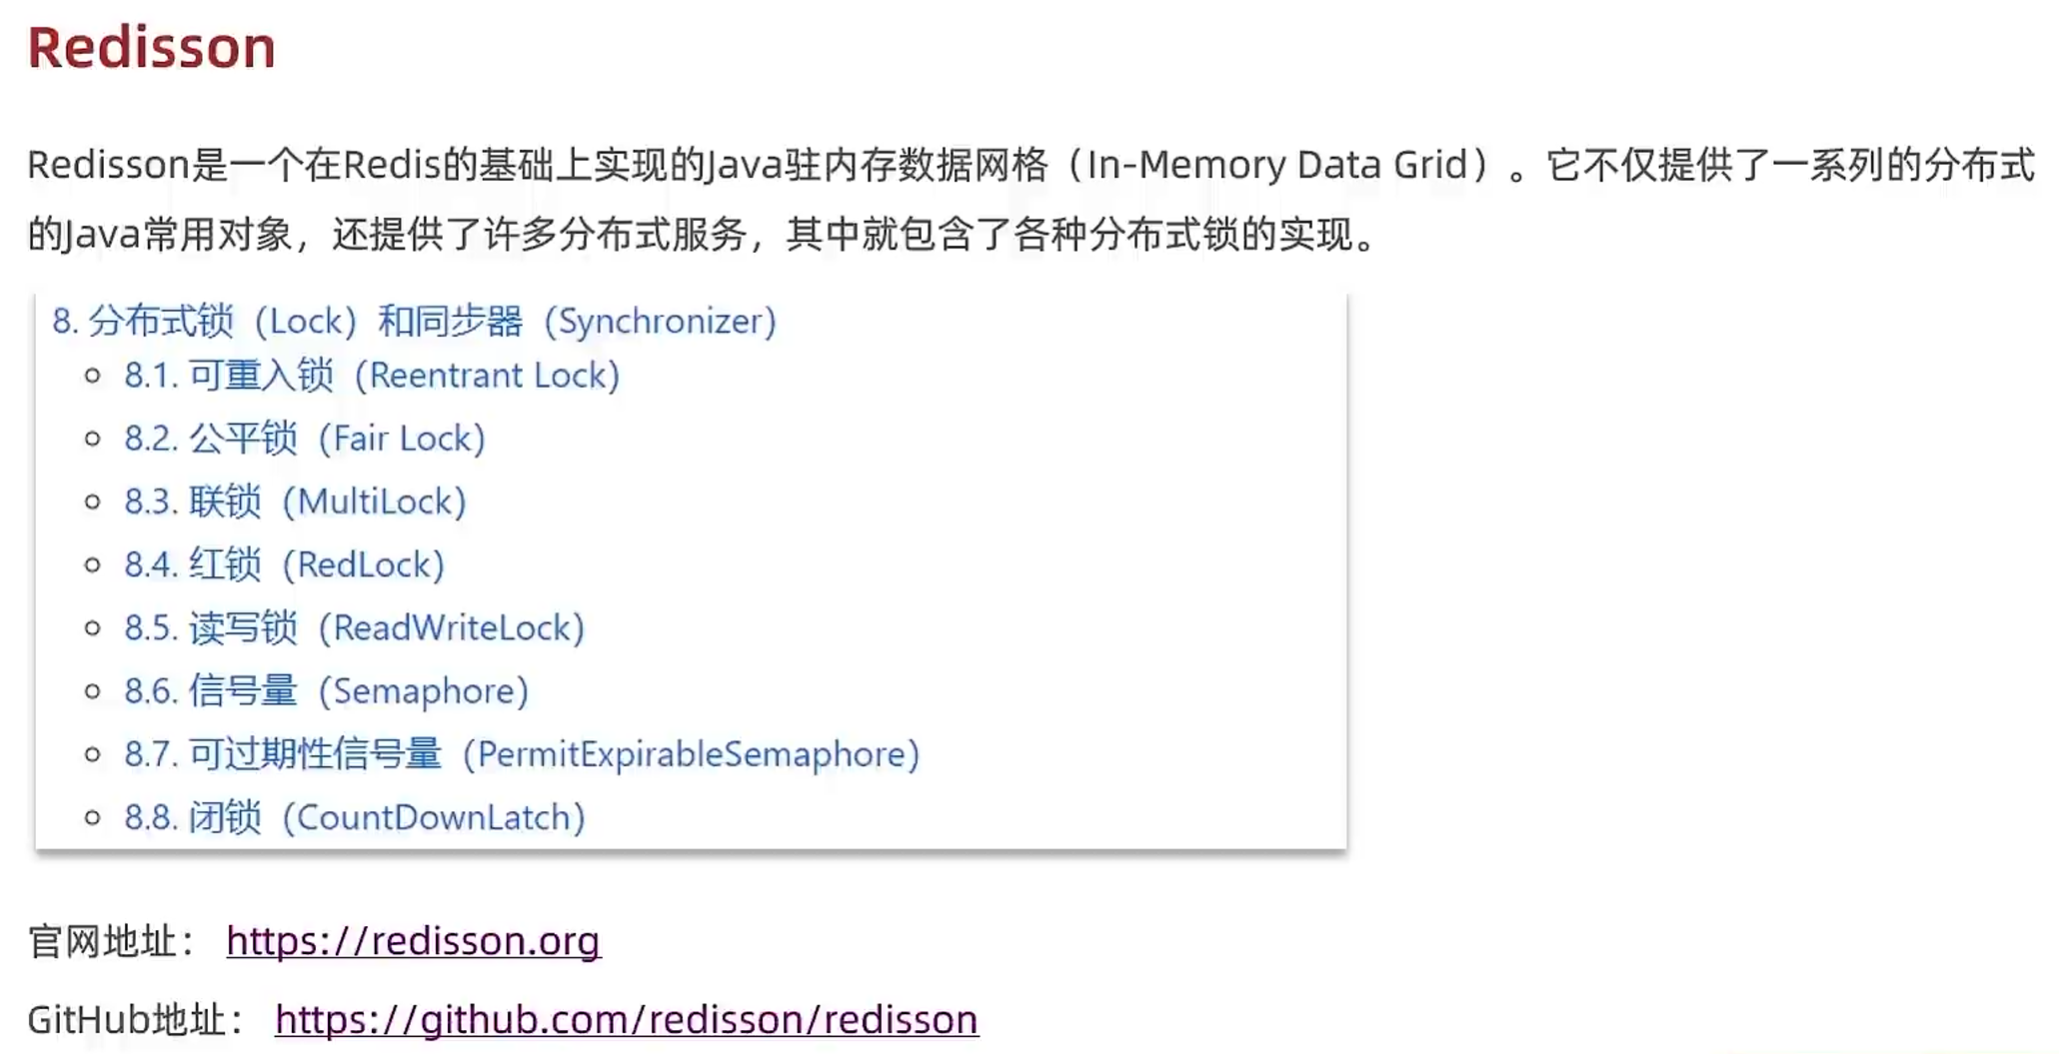 Redisson
Redisson是一个在Redis的基础上实现的Java驻内存数据网格（In-Memory Data Grid）。它不仅提供了一系列的分布式
的Java常用对象，还提供了许多分布式服务，其中就包含了各种分布式锁的实现。
8. 分布式锁（Lock）和同步器（Synchronizer）
8.1. 可重入锁（Reentrant Lock）
8.2. 公平锁（Fair Lock）
8.3. 联锁（MultiLock）
8.4. 红锁（RedLock）
8.5. 读写锁（ReadWriteLock）
8.6. 信号量（Semaphore）
8.7. 可过期性信号量（PermitExpirableSemaphore）
8.8. 闭锁（CountDownLatch）
官网地址： https://redisson.org
GitHub地址： https://github.com/redisson/redisson